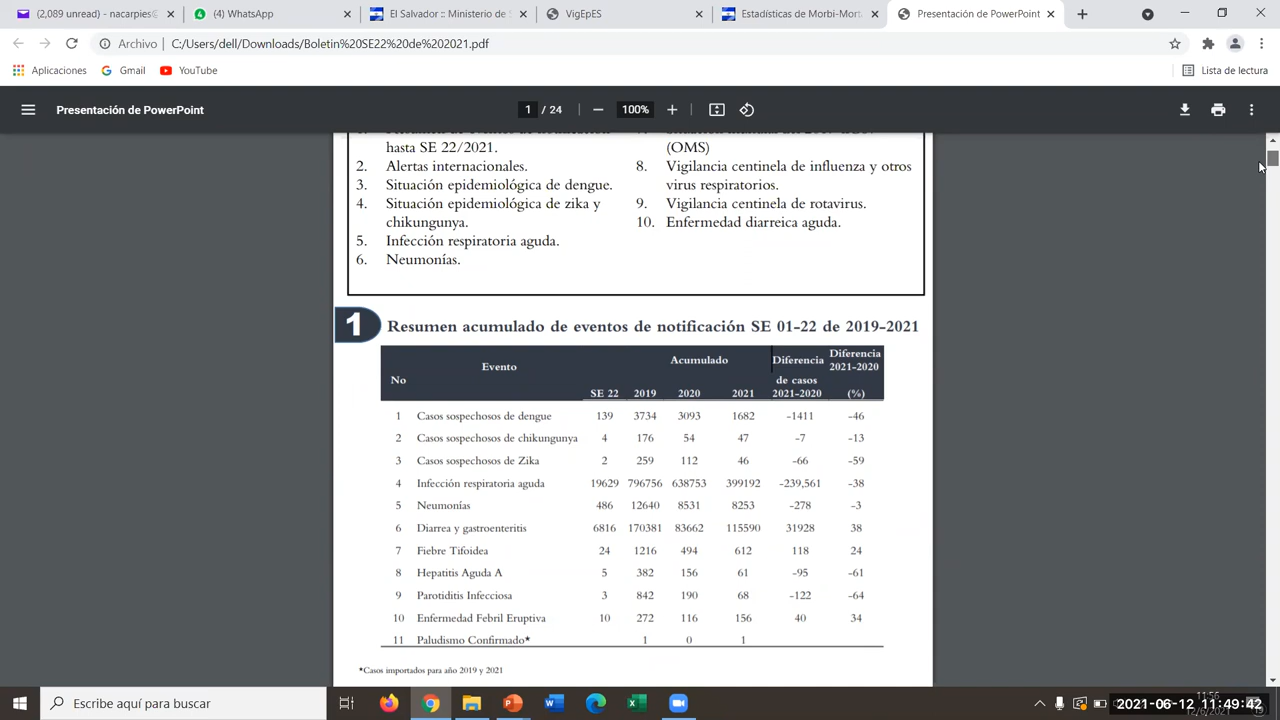 (2,089 unread) - nacarpies@
(4) WhatsApp
El Salvador :: Ministerio de S
VigEpES
Estadísticas de Morbi-Mort
Presentación de PowerPoint
Archivo
C:/Users/dell/Downloads/Boletin%20SE22%20de%202021.pdf
Aplicaciones
Gmail
YouTube
Lista de lectura
Presentación de PowerPoint
1 / 24
100%
hasta SE 22/2021.
2. Alertas internacionales.
3. Situación epidemiológica de dengue.
4. Situación epidemiológica de zika y
chikungunya.
5. Infección respiratoria aguda.
6. Neumonías.
(OMS)
8. Vigilancia centinela de influenza y otros
virus respiratorios.
9. Vigilancia centinela de rotavirus.
10. Enfermedad diarreica aguda.
1 Resumen acumulado de eventos de notificación SE 01-22 de 2019-2021
No Evento SE 22 Acumulado 2019 2020 2021 Diferencia de casos 2021-2020 Diferencia 2021-2020 (%)
1 Casos sospechosos de dengue 139 3734 3093 1682 -1411 -46
2 Casos sospechosos de chikungunya 4 176 54 47 -7 -13
3 Casos sospechosos de Zika 2 259 112 46 -66 -59
4 Infección respiratoria aguda 19629 796756 638753 399192 -239,561 -38
5 Neumonías 486 12640 8531 8253 -278 -3
6 Diarrea y gastroenteritis 6816 170381 83662 115590 31928 38
7 Fiebre Tifoidea 24 1216 494 612 118 24
8 Hepatitis Aguda A 5 382 156 61 -95 -61
9 Parotiditis Infecciosa 3 842 190 68 -122 -64
10 Enfermedad Febril Eruptiva 10 272 116 156 40 34
11 Paludismo Confirmado* 1 0 1
*Casos importados para año 2019 y 2021
Escribe aquí para buscar
11:56
2021-06-12 11:49:42
12/6/2021